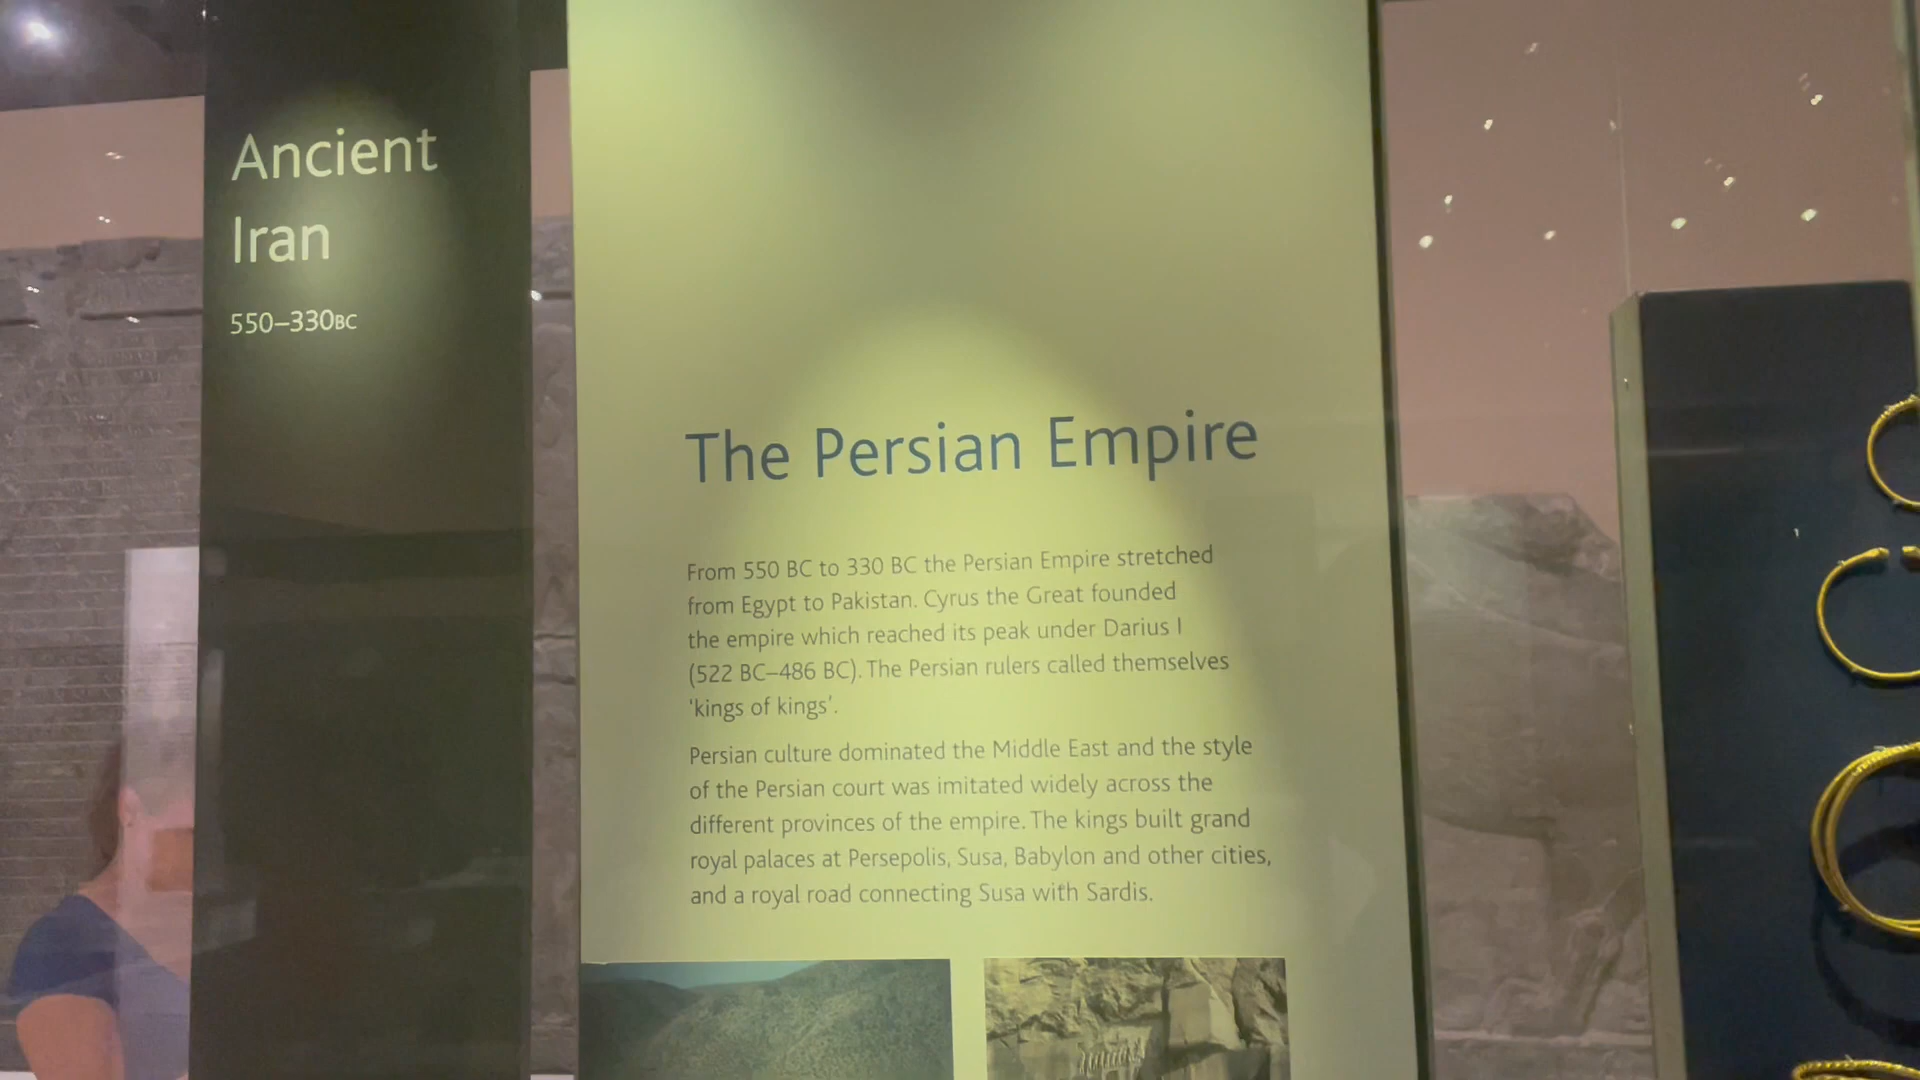 Ancient
Iran
550–330BC
The Persian Empire
From 550 BC to 330 BC the Persian Empire stretched
from Egypt to Pakistan. Cyrus the Great founded
the empire which reached its peak under Darius I
(522 BC–486 BC). The Persian rulers called themselves
‘kings of kings’.
Persian culture dominated the Middle East and the style
of the Persian court was imitated widely across the
different provinces of the empire. The kings built grand
royal palaces at Persepolis, Susa, Babylon and other cities,
and a royal road connecting Susa with Sardis.